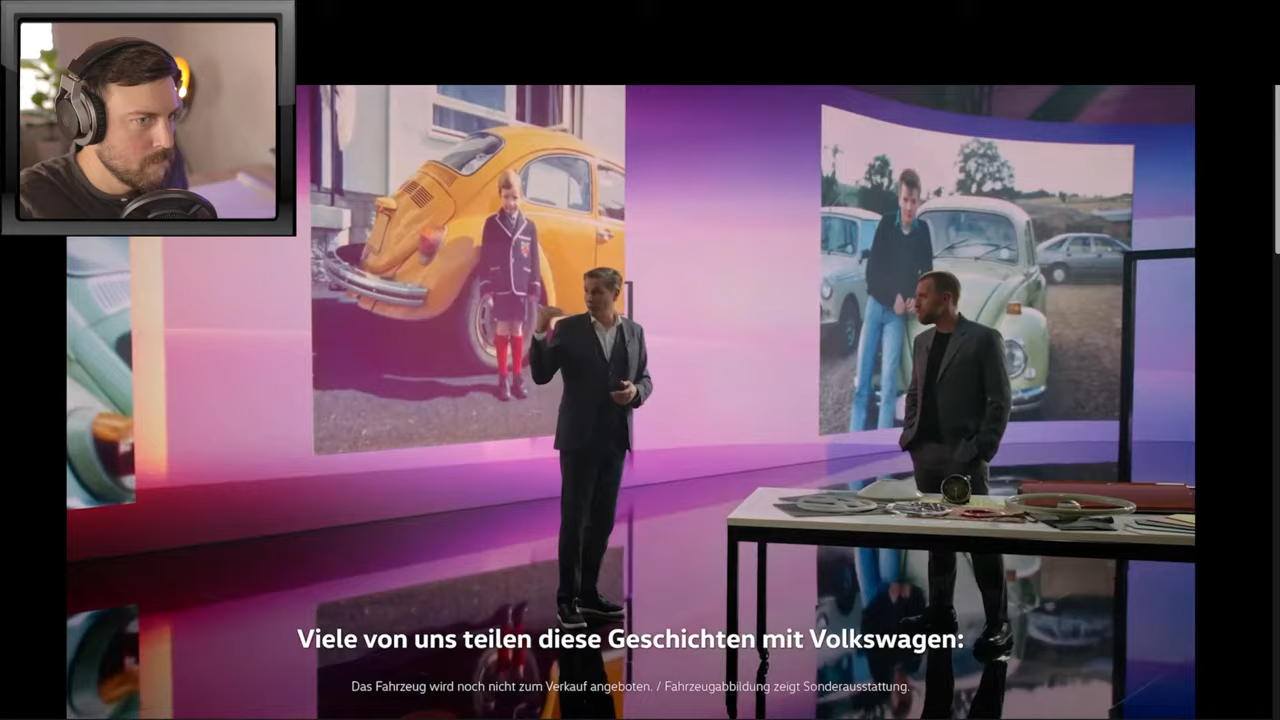 Viele von uns teilen diese Geschichten mit Volkswagen:
Das Fahrzeug wird noch nicht zum Verkauf angeboten. / Fahrzeugabbildung zeigt Sonderausstattung.